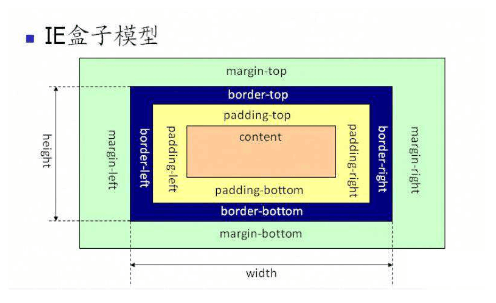 IE盒子模型
margin-top
border-top
padding-top
content
height
margin-left
border-left
padding-left
padding-right
border-right
margin-right
padding-bottom
border-bottom
margin-bottom
width